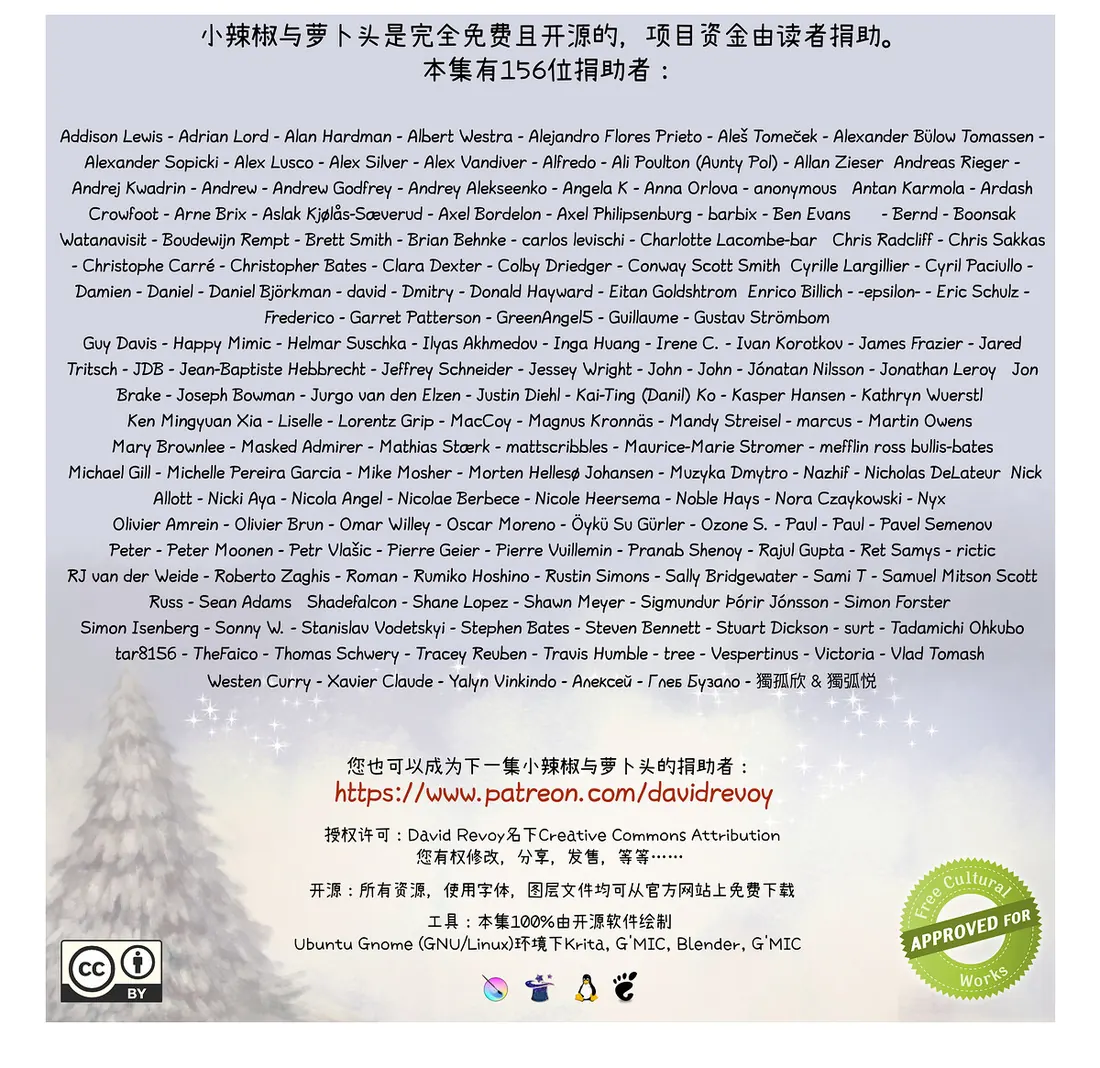 小辣椒与萝卜头是完全免费且开源的，项目资金由读者捐助。
本集有156位捐助者：
Addison Lewis - Adrian Lord - Alan Hardman - Albert Westra - Alejandro Flores Prieto - Aleš Tomeček - Alexander Bülow Tomassen -
Alexander Sopicki - Alex Lusco - Alex Silver - Alex Vandiver - Alfredo - Ali Poulton (Aunty Pol) - Allan Zieser Andreas Rieger -
Andrej Kwadrin - Andrew - Andrew Godfrey - Andrey Alekseenko - Angela K - Anna Orlova - anonymous Antan Karmola - Ardash
Crowfoot - Arne Brix - Aslak Kjølås-Sæverud - Axel Bordelon - Axel Philipsenburg - barbix - Ben Evans - Bernd - Boonsak
Watanavisit - Boudewijn Rempt - Brett Smith - Brian Behnke - carlos levischi - Charlotte Lacombe-bar Chris Radcliff - Chris Sakkas
- Christophe Carré - Christopher Bates - Clara Dexter - Colby Driedger - Conway Scott Smith Cyrille Largillier - Cyril Paciullo -
Damien - Daniel - Daniel Björkman - david - Dmitry - Donald Hayward - Eitan Goldshtrom Enrico Billich - -epsilon- - Eric Schulz -
Frederico - Garret Patterson - GreenAngel5 - Guillaume - Gustav Strömbom
Guy Davis - Happy Mimic - Helmar Suschka - Ilyas Akhmedov - Inga Huang - Irene C. - Ivan Korotkov - James Frazier - Jared
Tritsch - JDB - Jean-Baptiste Hebbrecht - Jeffrey Schneider - Jessey Wright - John - John - Jónatan Nilsson - Jonathan Leroy Jon
Brake - Joseph Bowman - Jurgo van den Elzen - Justin Diehl - Kai-Ting (Danil) Ko - Kasper Hansen - Kathryn Wuerstl
Ken Mingyuan Xia - Liselle - Lorentz Grip - MacCoy - Magnus Kronnäs - Mandy Streisel - marcus - Martin Owens
Mary Brownlee - Masked Admirer - Mathias Stærk - mattscribbles - Maurice-Marie Stromer - mefflin ross bullis-bates
Michael Gill - Michelle Pereira Garcia - Mike Mosher - Morten Hellesø Johansen - Muzyka Dmytro - Nazhif - Nicholas DeLateur Nick
Allott - Nicki Aya - Nicola Angel - Nicolae Berbece - Nicole Heersema - Noble Hays - Nora Czaykowski - Nyx
Olivier Amrein - Olivier Brun - Omar Willey - Oscar Moreno - Öykü Su Gürler - Ozone S. - Paul - Paul - Pavel Semenov
Peter - Peter Moonen - Petr Vlašic - Pierre Geier - Pierre Vuillemin - Pranab Shenoy - Rajul Gupta - Ret Samys - rictic
RJ van der Weide - Roberto Zaghis - Roman - Rumiko Hoshino - Rustin Simons - Sally Bridgewater - Sami T - Samuel Mitson Scott
Russ - Sean Adams Shadefalcon - Shane Lopez - Shawn Meyer - Sigmundur Þórir Jónsson - Simon Forster
Simon Isenberg - Sonny W. - Stanislav Vodetskyi - Stephen Bates - Steven Bennett - Stuart Dickson - surt - Tadamichi Ohkubo
tar8156 - TheFaico - Thomas Schwery - Tracey Reuben - Travis Humble - tree - Vespertinus - Victoria - Vlad Tomash
Westen Curry - Xavier Claude - Yalyn Vinkindo - Алексей - Глеб Бузало - 獨孤欣 & 獨弧悦
您也可以成为下一集小辣椒与萝卜头的捐助者：
https://www.patreon.com/davidrevoy
授权许可：David Revoy名下Creative Commons Attribution
您有权修改，分享，发售，等等……
开源：所有资源，使用字体，图层文件均可从官方网站上免费下载
工具：本集100%由开源软件绘制
Ubuntu Gnome (GNU/Linux)环境下Krita, G'MIC, Blender, G'MIC
CC BY
Free Cultural
APPROVED FOR
Works